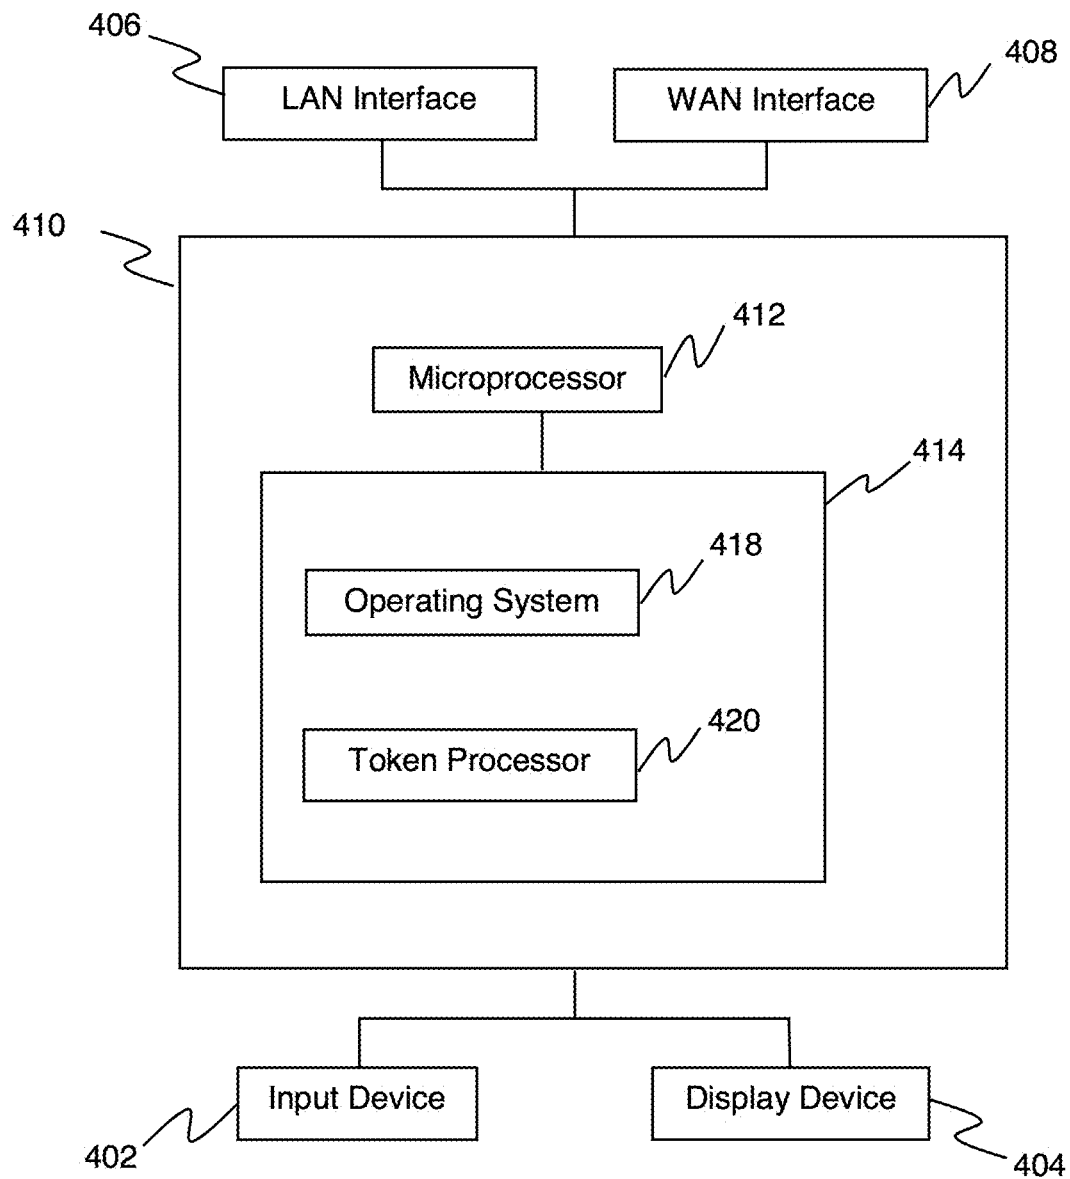 406
408
LAN Interface
WAN Interface
410
412
Microprocessor
414
418
Operating System
420
Token Processor
Input Device
Display Device
402
404